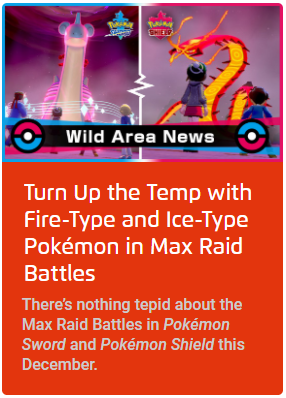 Pokémon
SWORD
Pokémon
SHIELD
Wild Area News
Turn Up the Temp with
Fire-Type and Ice-Type
Pokémon in Max Raid
Battles
There's nothing tepid about the
Max Raid Battles in Pokémon
Sword and Pokémon Shield this
December.